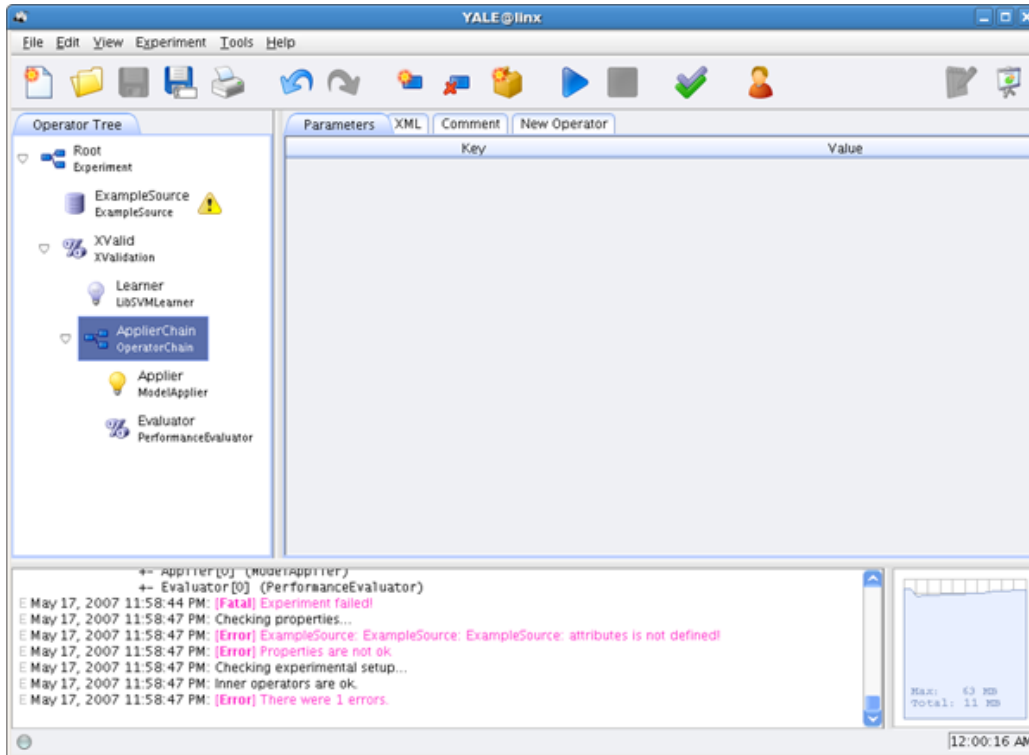 YALE@linx
File Edit View Experiment Tools Help
Operator Tree
Parameters XML Comment New Operator
Key Value
Root
Experiment
ExampleSource
ExampleSource
XValid
XValidation
Learner
LibSVMLearner
ApplierChain
OperatorChain
Applier
ModelApplier
Evaluator
PerformanceEvaluator
+- Applier[0] (ModelApplier)
+- Evaluator[0] (PerformanceEvaluator)
E May 17, 2007 11:58:44 PM: [Fatal] Experiment failed!
E May 17, 2007 11:58:47 PM: Checking properties...
E May 17, 2007 11:58:47 PM: [Error] ExampleSource: ExampleSource: ExampleSource: attributes is not defined!
E May 17, 2007 11:58:47 PM: [Error] Properties are not ok
E May 17, 2007 11:58:47 PM: Checking experimental setup...
E May 17, 2007 11:58:47 PM: Inner operators are ok.
E May 17, 2007 11:58:47 PM: [Error] There were 1 errors.
Max: 63 MB
Total: 11 MB
12:00:16 AM